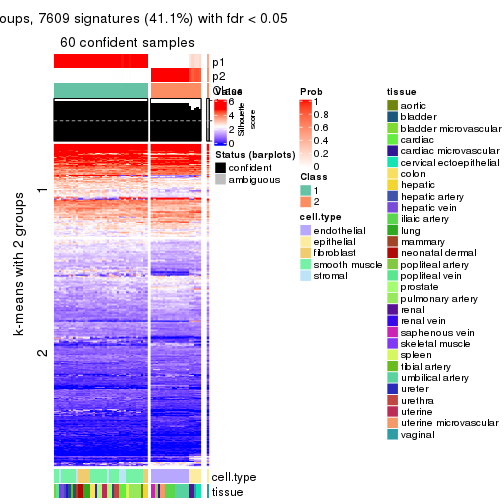 oups, 7609 signatures (41.1%) with fdr < 0.05
60 confident samples
p1
p2
Class
Silhouette
score
6
4
2
0
Status (barplots)
confident
ambiguous
Prob
1
0.8
0.6
0.4
0.2
0
Class
1
2
cell.type
endothelial
epithelial
fibroblast
smooth muscle
stromal
tissue
aortic
bladder
bladder microvascular
cardiac
cardiac microvascular
cervical ectoepithelial
colon
hepatic
hepatic artery
hepatic vein
iliaic artery
lung
mammary
neonatal dermal
popliteal artery
popliteal vein
prostate
pulmonary artery
renal
renal vein
saphenous vein
skeletal muscle
spleen
tibial artery
umbilical artery
ureter
urethra
uterine
uterine microvascular
vaginal
k-means with 2 groups
1
2
cell.type
tissue